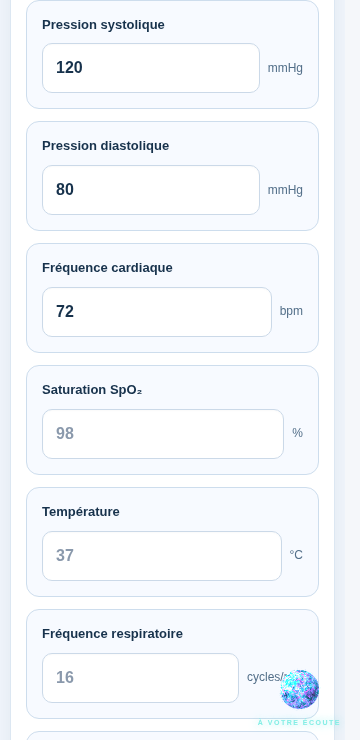 Pression systolique
120 mmHg
Pression diastolique
80 mmHg
Fréquence cardiaque
72 bpm
Saturation SpO₂
98 %
Température
37 °C
Fréquence respiratoire
16
À VOTRE ÉCOUTE